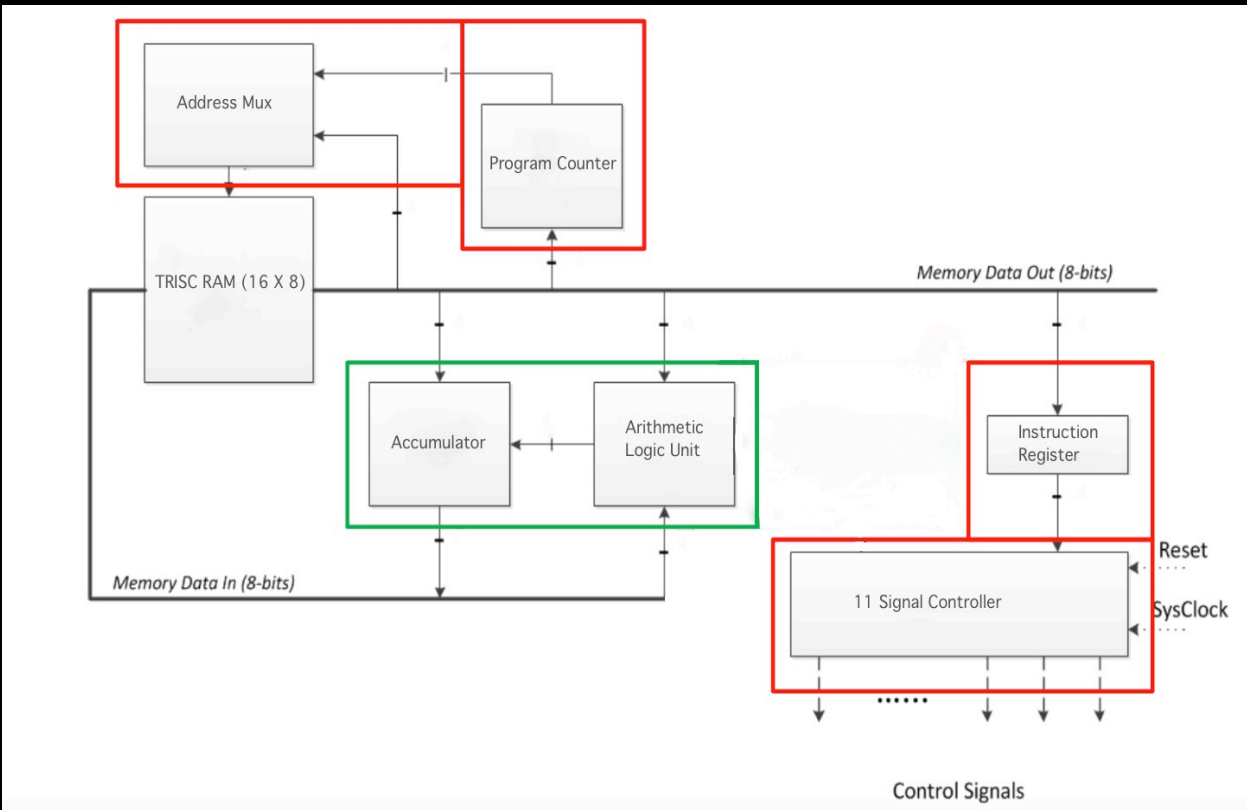 Address Mux
Program Counter
TRISC RAM (16 X 8)
Memory Data Out (8-bits)
Accumulator
Arithmetic
Logic Unit
Instruction
Register
Reset
Memory Data In (8-bits)
11 Signal Controller
SysClock
......
Control Signals